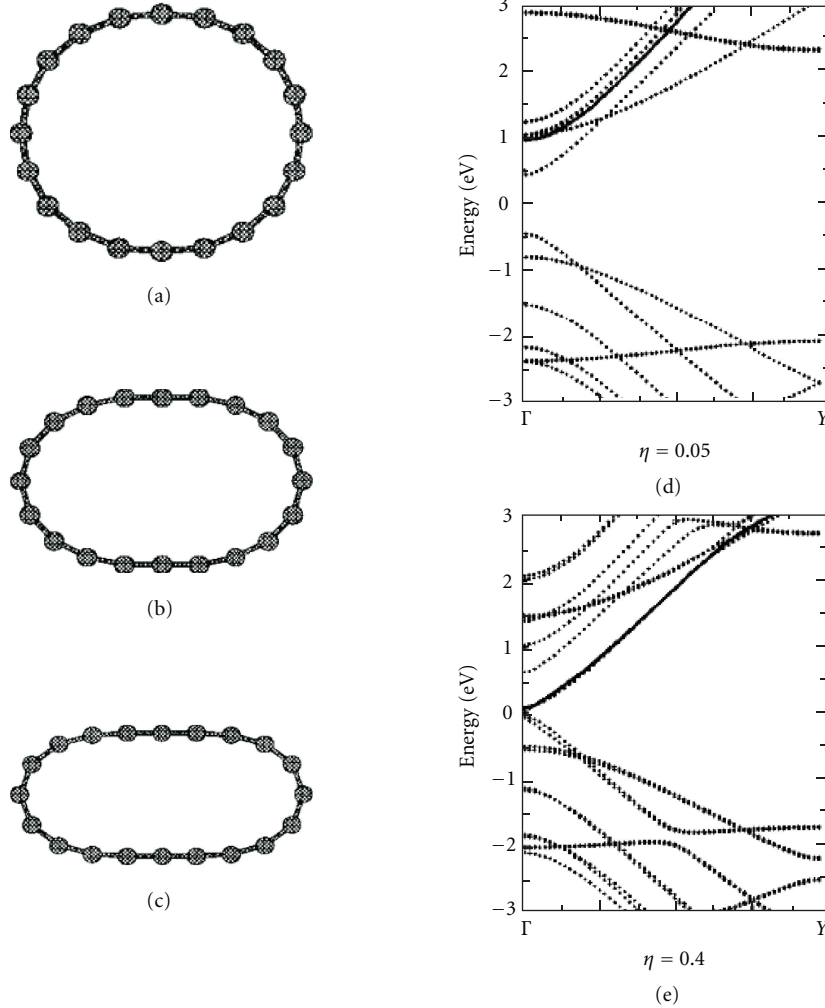 (a)
(b)
(c)
3
2
1
0
−1
−2
−3
Energy (eV)
Γ
Y
η = 0.05
(d)
3
2
1
0
−1
−2
−3
Energy (eV)
Γ
Y
η = 0.4
(e)